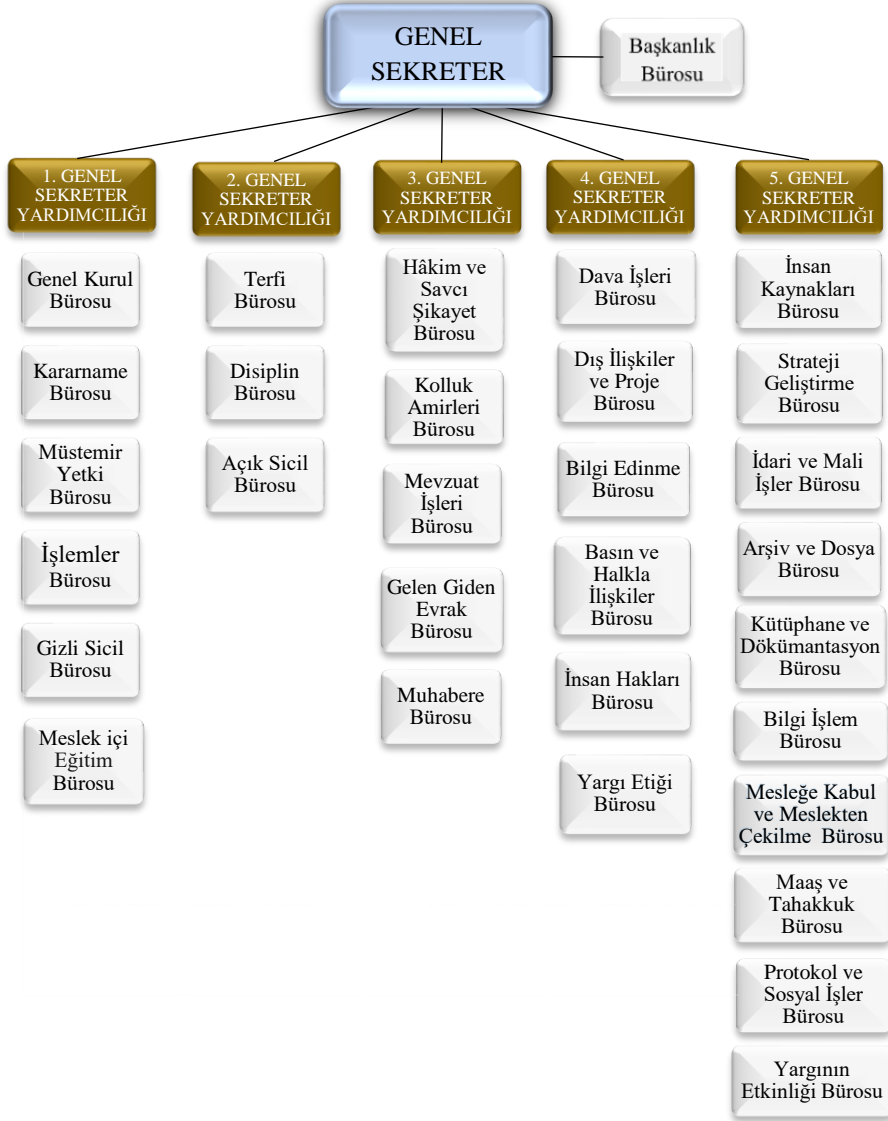 GENEL
SEKRETER
Başkanlık
Bürosu
1. GENEL
SEKRETER
YARDIMCILIĞI
Genel Kurul
Bürosu
Kararname
Bürosu
Müstemir
Yetki
Bürosu
İşlemler
Bürosu
Gizli Sicil
Bürosu
Meslek içi
Eğitim
Bürosu
2. GENEL
SEKRETER
YARDIMCILIĞI
Terfi
Bürosu
Disiplin
Bürosu
Açık Sicil
Bürosu
3. GENEL
SEKRETER
YARDIMCILIĞI
Hâkim ve
Savcı
Şikayet
Bürosu
Kolluk
Amirleri
Bürosu
Mevzuat
İşleri
Bürosu
Gelen Giden
Evrak
Bürosu
Muhabere
Bürosu
4. GENEL
SEKRETER
YARDIMCILIĞI
Dava İşleri
Bürosu
Dış İlişkiler
ve Proje
Bürosu
Bilgi Edinme
Bürosu
Basın ve
Halkla
İlişkiler
Bürosu
İnsan Hakları
Bürosu
Yargı Etiği
Bürosu
5. GENEL
SEKRETER
YARDIMCILIĞI
İnsan
Kaynakları
Bürosu
Strateji
Geliştirme
Bürosu
İdari ve Mali
İşler Bürosu
Arşiv ve Dosya
Bürosu
Kütüphane ve
Dökümantasyon
Bürosu
Bilgi İşlem
Bürosu
Mesleğe Kabul
ve Meslekten
Çekilme Bürosu
Maaş ve
Tahakkuk
Bürosu
Protokol ve
Sosyal İşler
Bürosu
Yargının
Etkinliği Bürosu